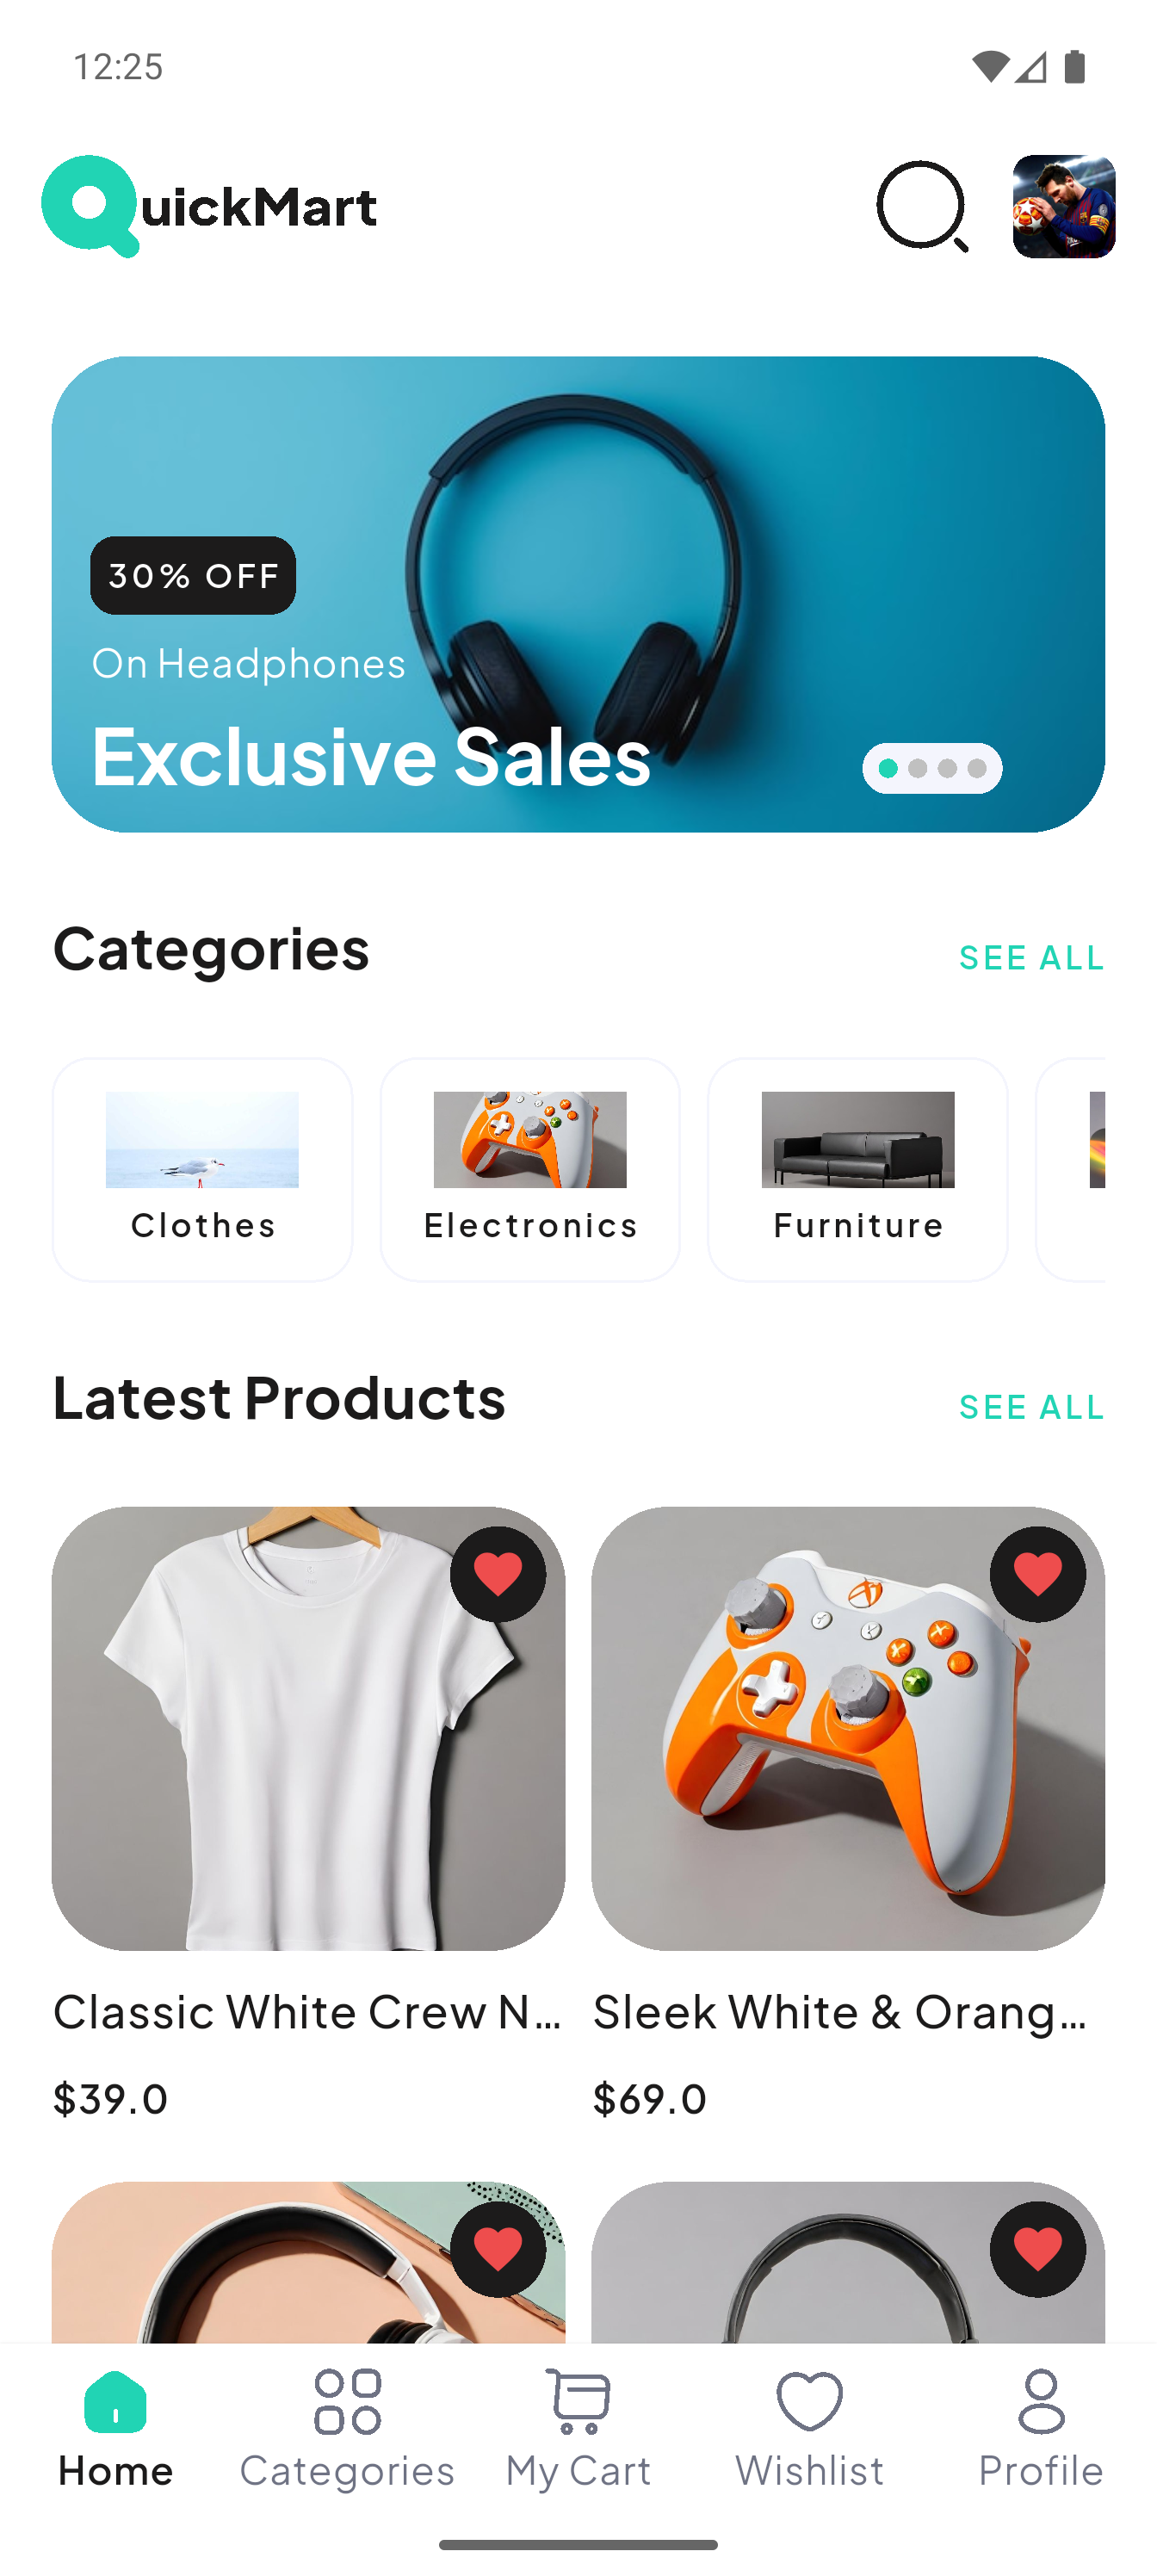 12:25
QuickMart
30% OFF
On Headphones
Exclusive Sales
Categories
SEE ALL
Clothes
Electronics
Furniture
Latest Products
SEE ALL
Classic White Crew N...
Sleek White & Orang...
$39.0
$69.0
Home
Categories
My Cart
Wishlist
Profile